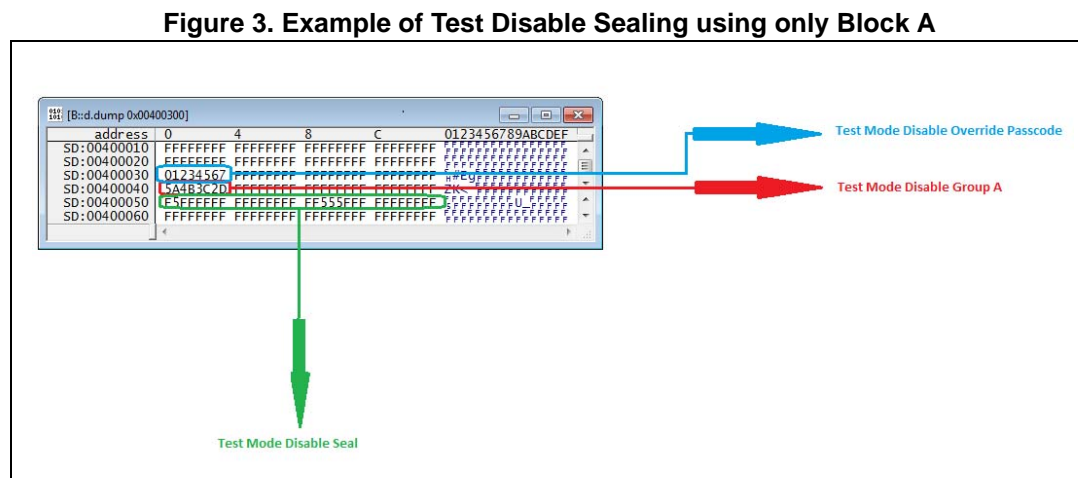 Figure 3. Example of Test Disable Sealing using only Block A
[B::d.dump 0x00400300]
address 0 4 8 C 0123456789ABCDEF
SD:00400010 FFFFFFFF FFFFFFFF FFFFFFFF FFFFFFFF
SD:00400020 FFFFFFFF FFFFFFFF FFFFFFFF FFFFFFFF
SD:00400030 01234567 FFFFFFFF FFFFFFFF FFFFFFFF
SD:00400040 5A4B3C2D FFFFFFFF FFFFFFFF FFFFFFFF
SD:00400050 F5FFFFFF FFFFFFFF FF555FFF FFFFFFFF
SD:00400060 FFFFFFFF FFFFFFFF FFFFFFFF FFFFFFFF
Test Mode Disable Override Passcode
Test Mode Disable Group A
Test Mode Disable Seal